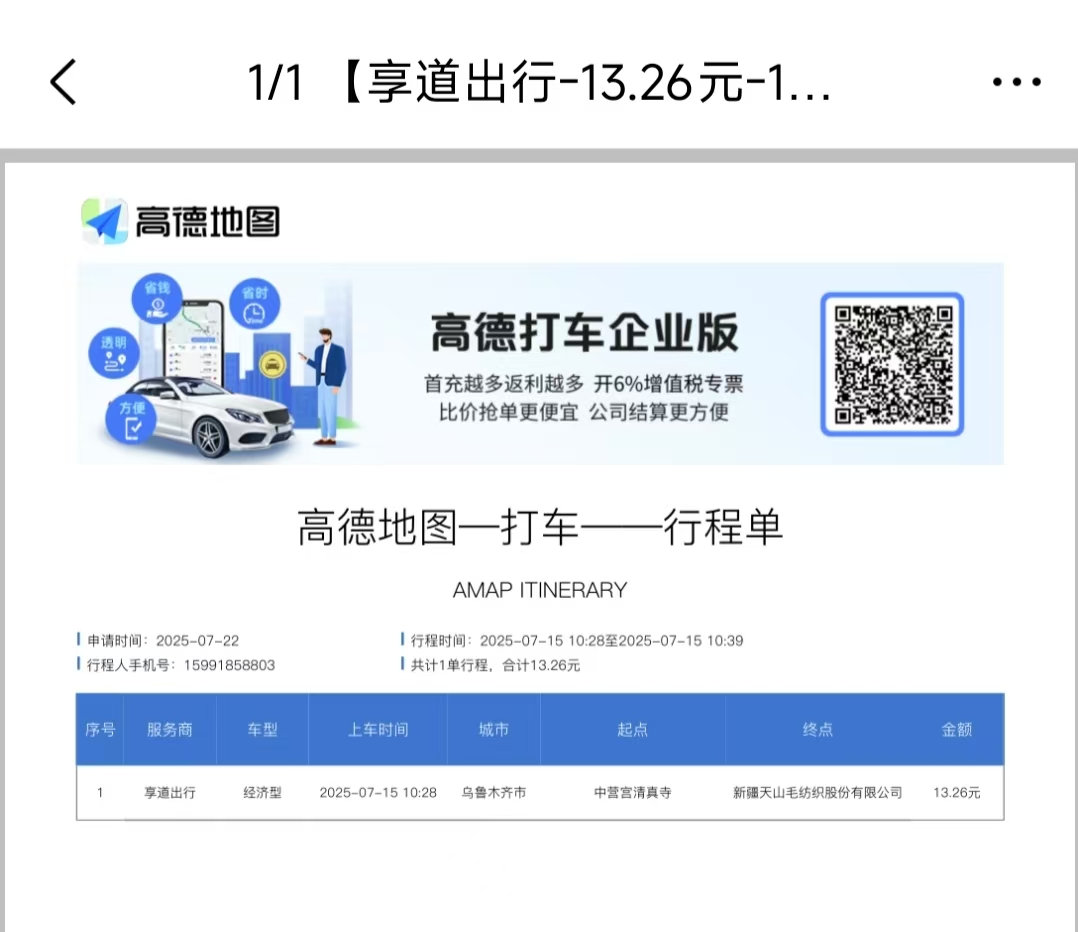 1/1 【享道出行-13.26元-1...
高德地图
省钱
省时
透明
方便
高德打车企业版
首充越多返利越多 开6%增值税专票
比价抢单更便宜 公司结算更方便
高德地图—打车——行程单
AMAP ITINERARY
申请时间：2025-07-22
行程时间：2025-07-15 10:28至2025-07-15 10:39
行程人手机号：15991858803
共计1单行程，合计13.26元
序号 服务商 车型 上车时间 城市 起点 终点 金额
1 享道出行 经济型 2025-07-15 10:28 乌鲁木齐市 中营宫清真寺 新疆天山毛纺织股份有限公司 13.26元